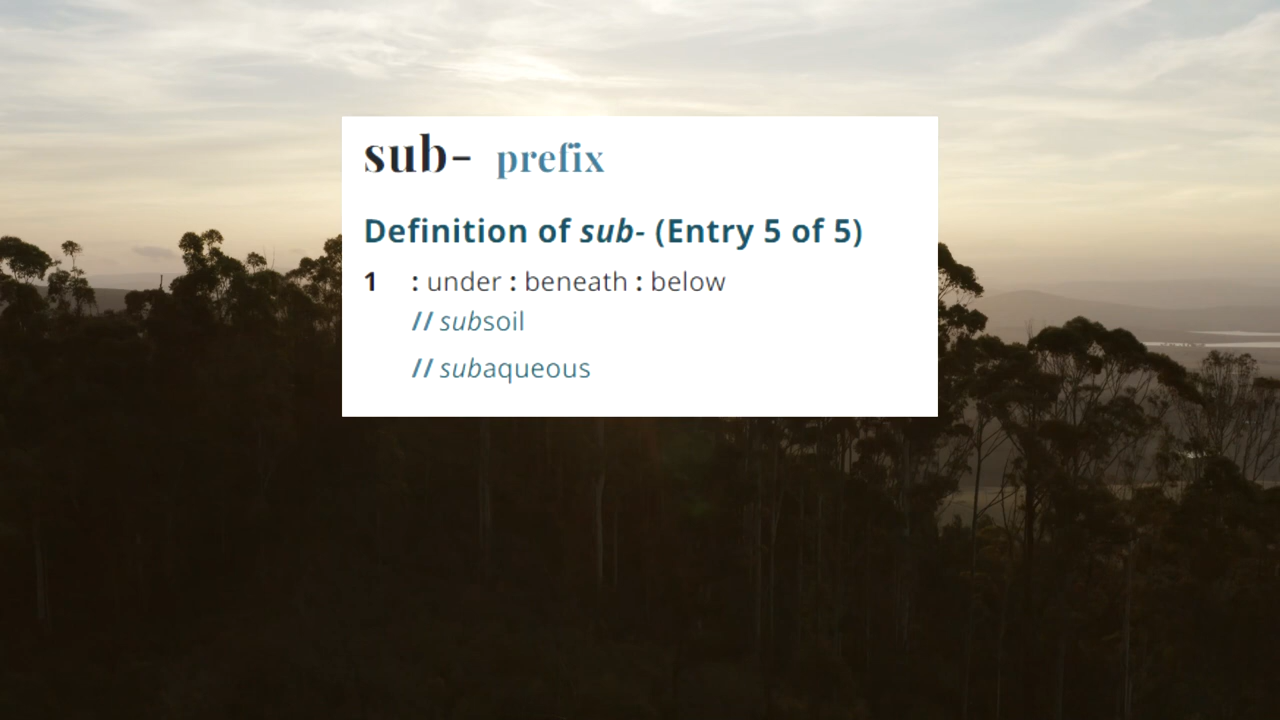 sub- prefix
Definition of sub- (Entry 5 of 5)
1 : under : beneath : below
// subsoil
// subaqueous